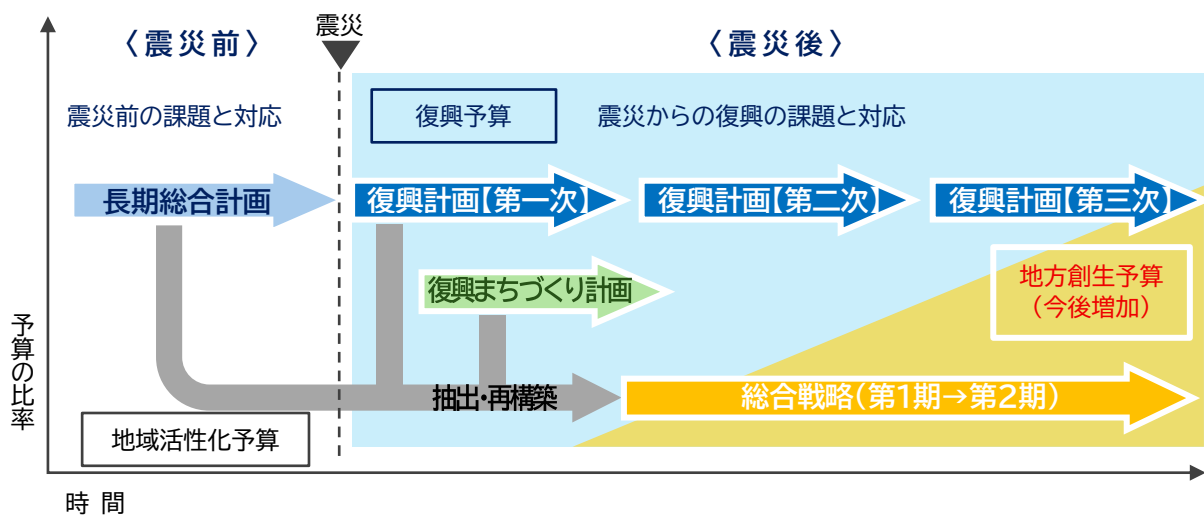 震災
〈震災前〉
〈震災後〉
震災前の課題と対応
復興予算
震災からの復興の課題と対応
長期総合計画
復興計画【第一次】
復興計画【第二次】
復興計画【第三次】
復興まちづくり計画
地方創生予算
（今後増加）
予算の比率
抽出・再構築
総合戦略（第1期→第2期）
地域活性化予算
時間